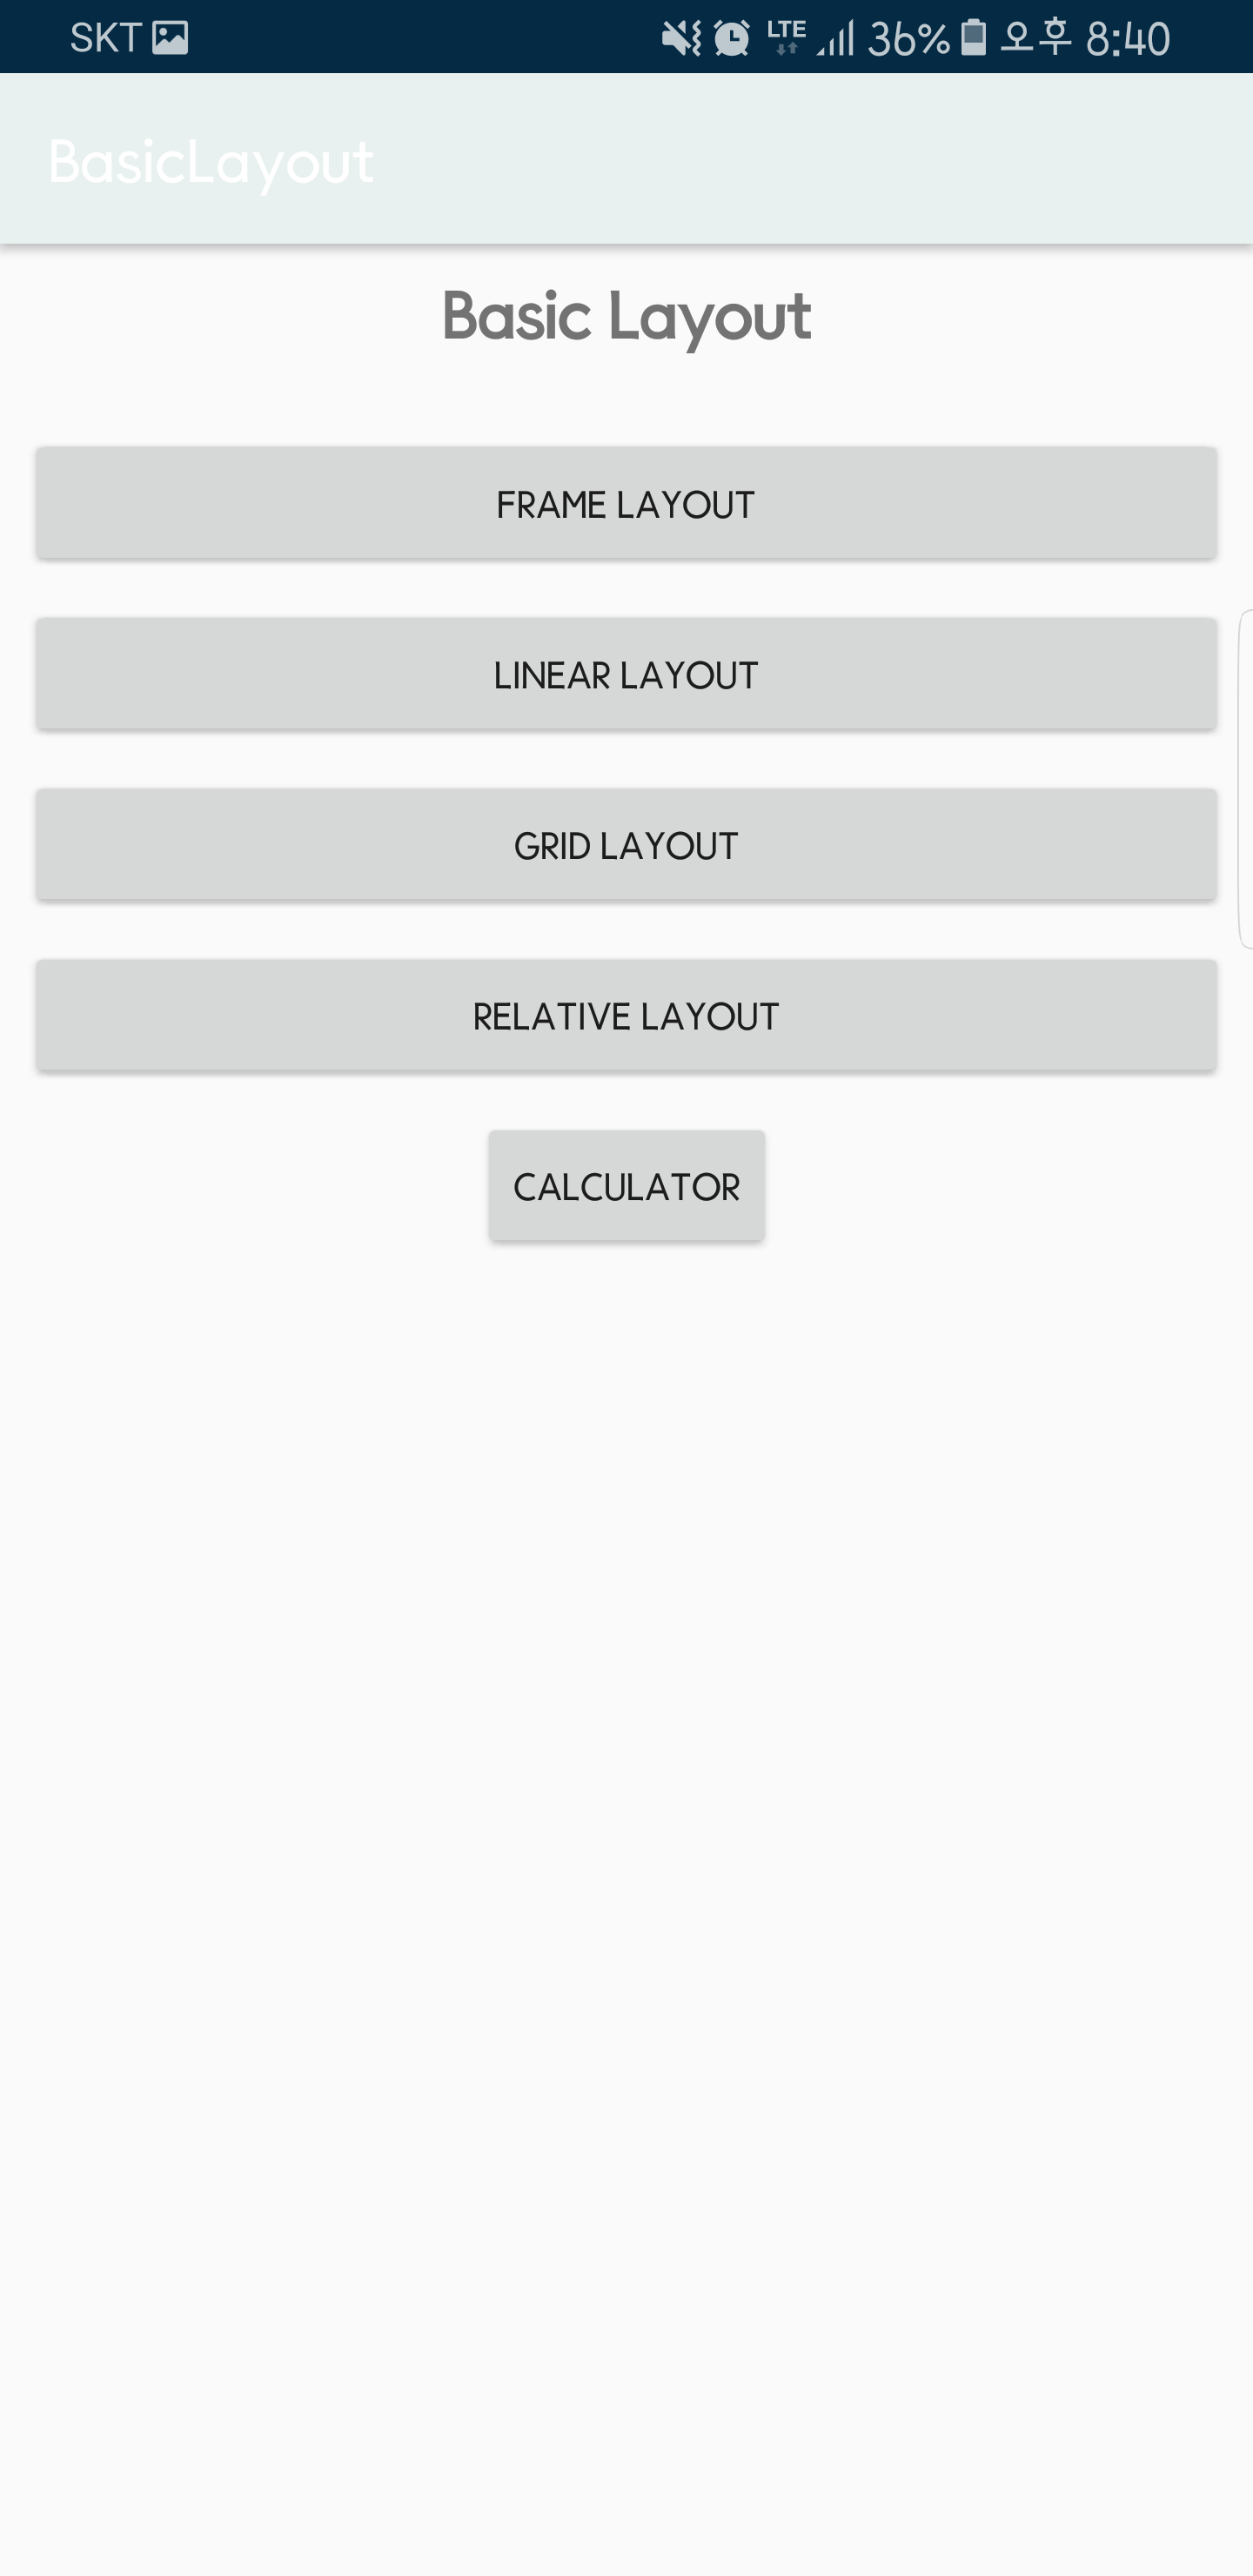 SKT LTE 36% 오후 8:40
BasicLayout
Basic Layout
FRAME LAYOUT
LINEAR LAYOUT
GRID LAYOUT
RELATIVE LAYOUT
CALCULATOR